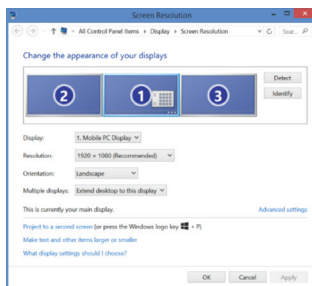 Screen Resolution
All Control Panel Items ▸ Display ▸ Screen Resolution
Change the appearance of your displays
2
1
3
Detect
Identify
Display: 1. Mobile PC Display
Resolution: 1920 × 1080 (Recommended)
Orientation: Landscape
Multiple displays: Extend desktop to this display
This is currently your main display.
Advanced settings
Project to a second screen (or press the Windows logo key + P)
Make text and other items larger or smaller
What display settings should I choose?
OK Cancel Apply